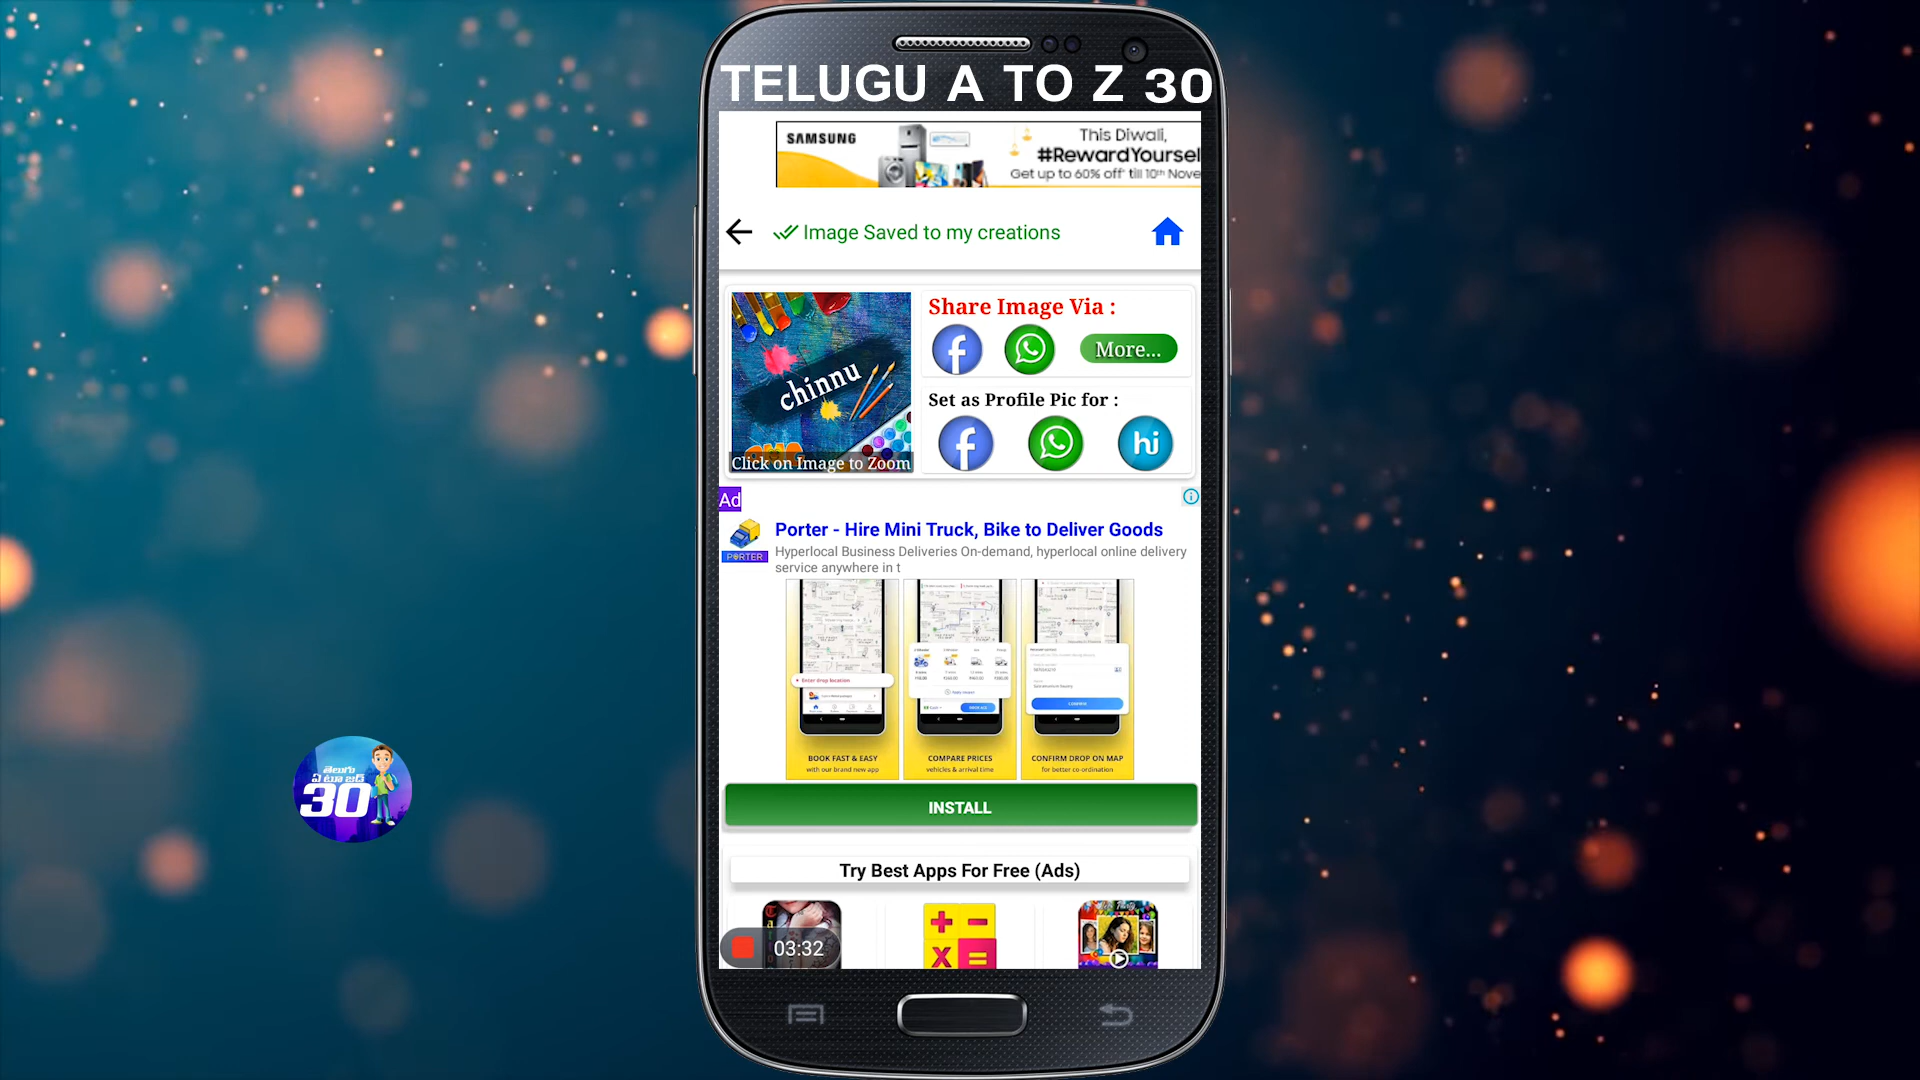 TELUGU A TO Z 30
SAMSUNG
This Diwali,
#RewardYoursel
Get up to 60% off* till 10th Nove
Image Saved to my creations
Share Image Via :
More...
chinnu
Click on Image to Zoom
Set as Profile Pic for :
hi
Ad
Porter - Hire Mini Truck, Bike to Deliver Goods
PORTER
Hyperlocal Business Deliveries On-demand, hyperlocal online delivery
service anywhere in t
Enter drop location
BOOK FAST & EASY
with our brand new app
COMPARE PRICES
vehicles & arrival time
CONFIRM DROP ON MAP
for better co-ordination
INSTALL
తెలుగు
ఏ టూ జడ్
30
Try Best Apps For Free (Ads)
03:32